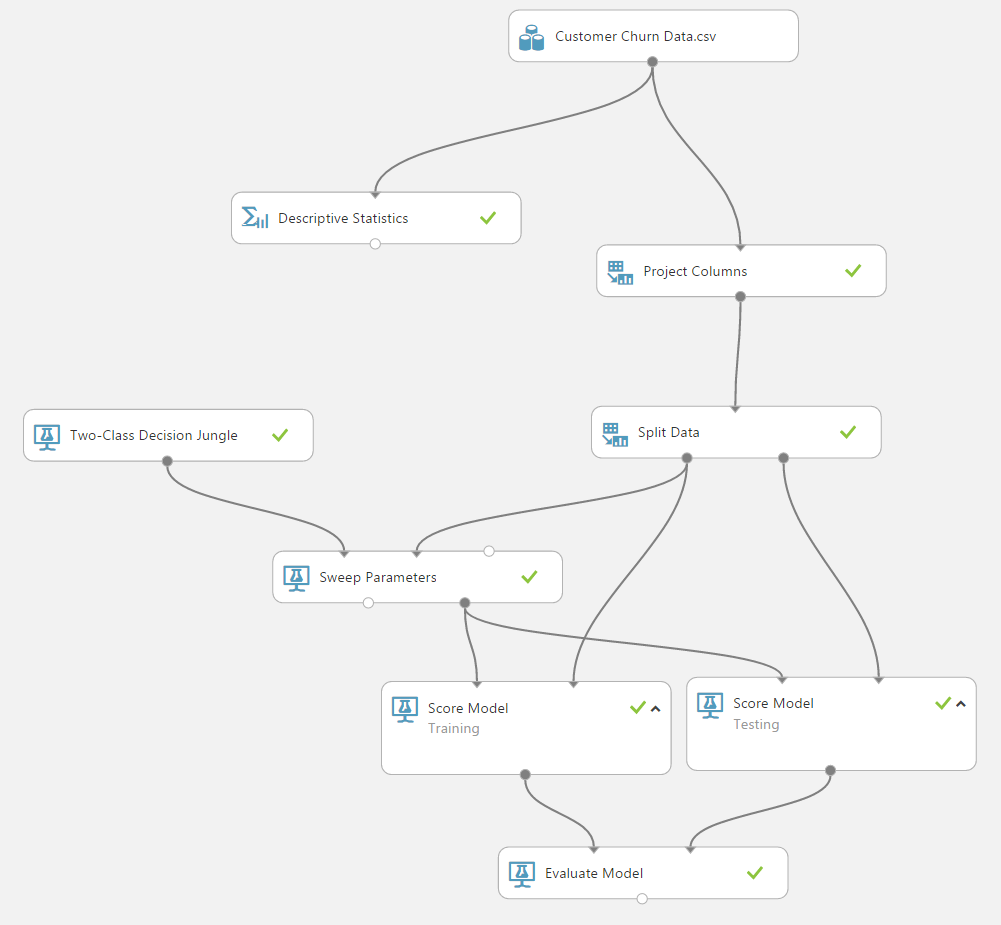 Customer Churn Data.csv
Descriptive Statistics
Project Columns
Two-Class Decision Jungle
Split Data
Sweep Parameters
Score Model
Training
Score Model
Testing
Evaluate Model